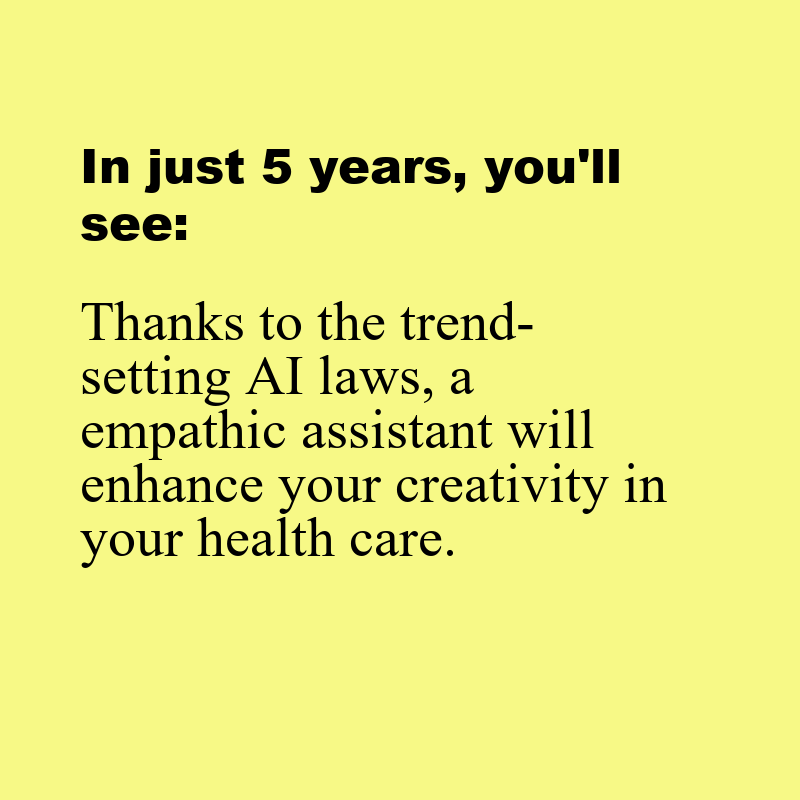 In just 5 years, you'll
see:
Thanks to the trend-
setting AI laws, a
empathic assistant will
enhance your creativity in
your health care.